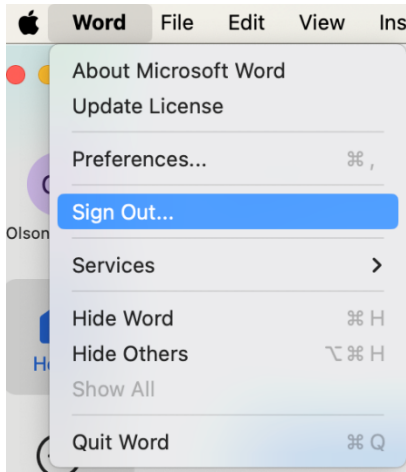 Word File Edit View Ins
About Microsoft Word
Update License
Preferences... ⌘ ,
Sign Out...
Olson
Services
Hide Word ⌘ H
Hide Others ⌥ ⌘ H
Show All
Quit Word ⌘ Q